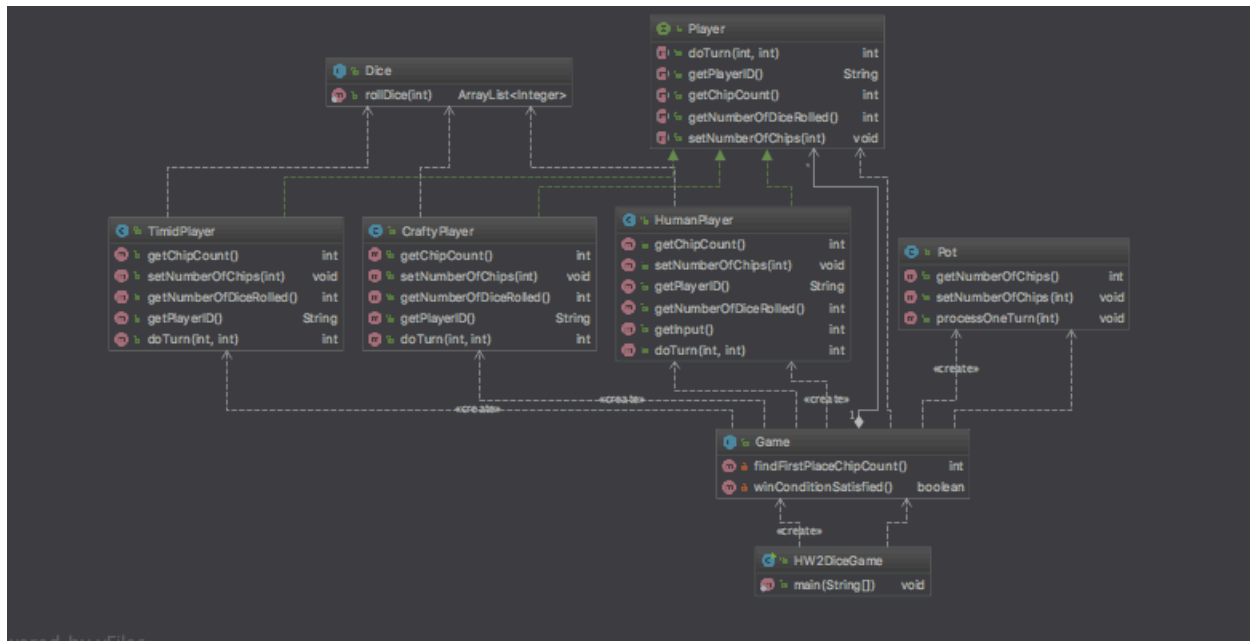 Player
doTurn(int, int) int
getPlayerID() String
getChipCount() int
getNumberOfDiceRolled() int
setNumberOfChips(int) void
Dice
rollDice(int) ArrayList<Integer>
*
TimidPlayer
getChipCount() int
setNumberOfChips(int) void
getNumberOfDiceRolled() int
getPlayerID() String
doTurn(int, int) int
CraftyPlayer
getChipCount() int
setNumberOfChips(int) void
getNumberOfDiceRolled() int
getPlayerID() String
doTurn(int, int) int
HumanPlayer
getChipCount() int
setNumberOfChips(int) void
getPlayerID() String
getNumberOfDiceRolled() int
getInput() int
doTurn(int, int) int
Pot
getNumberOfChips() int
setNumberOfChips(int) void
processOneTurn(int) void
«create»
«create»
«create»
«create»
1
Game
findFirstPlaceChipCount() int
winConditionSatisfied() boolean
«create»
HW2DiceGame
main(String[]) void